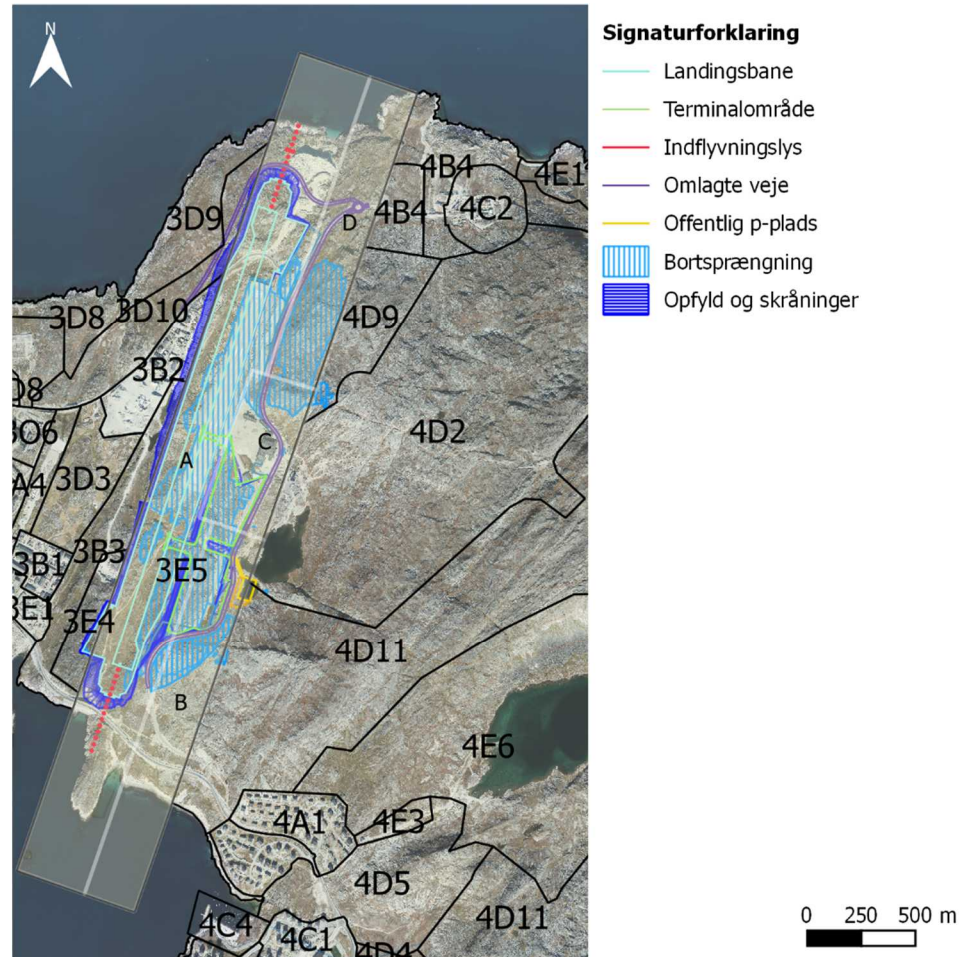 N
Signaturforklaring
Landingsbane
Terminalområde
Indflyvningslys
Omlagte veje
Offentlig p-plads
Bortsprængning
Opfyld og skråninger
4B4
4E1
3D9
4B4
4C2
D
3D8
3D10
4D9
3B2
D8
3O6
4D2
C
A
A4
3D3
3B3
3B1
3E5
3E1
3E4
4D11
B
4E6
4A1
4E3
4D5
4C4
4C1
4D4
4D11
0 250 500 m